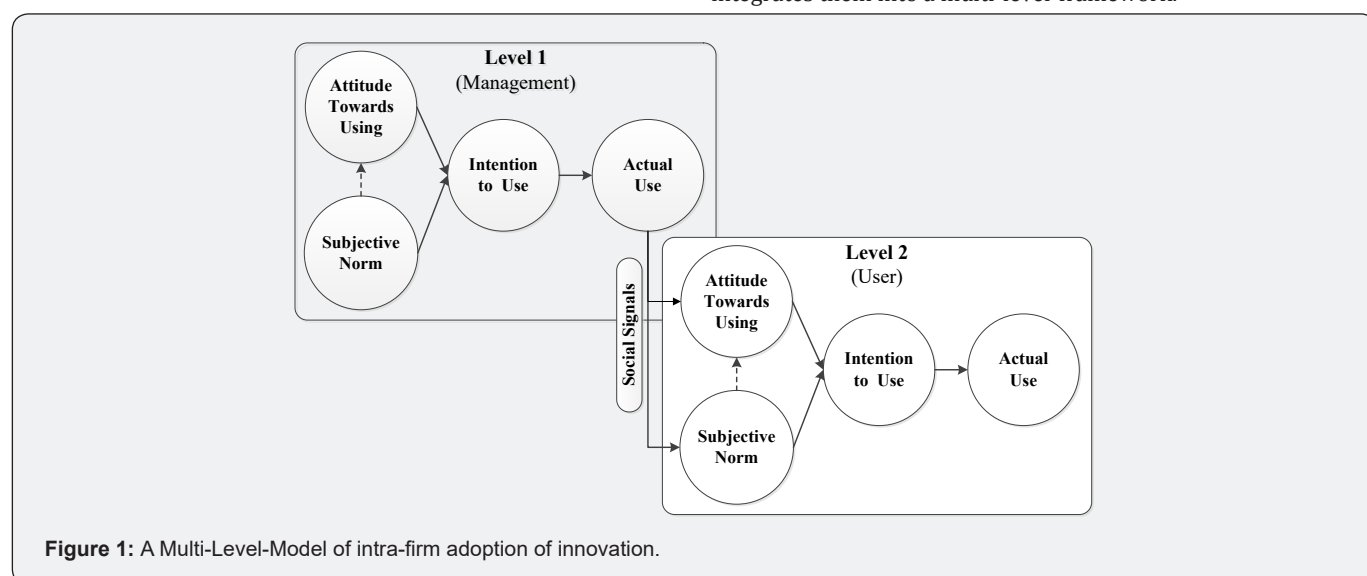 integrates them into a multi-level framework.
Level 1
(Management)
Attitude
Towards
Using
Intention
to Use
Actual
Use
Subjective
Norm
Social Signals
Level 2
(User)
Attitude
Towards
Using
Intention
to Use
Actual
Use
Subjective
Norm
Figure 1: A Multi-Level-Model of intra-firm adoption of innovation.